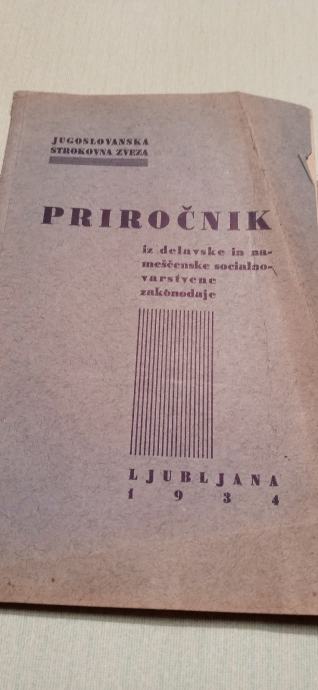 JUGOSLOVANSKA
STROKOVNA ZVEZA
PRIROČNIK
iz delavske in na-
meščenske socialno-
varstvene
zakonodaje
LJUBLJANA
1934